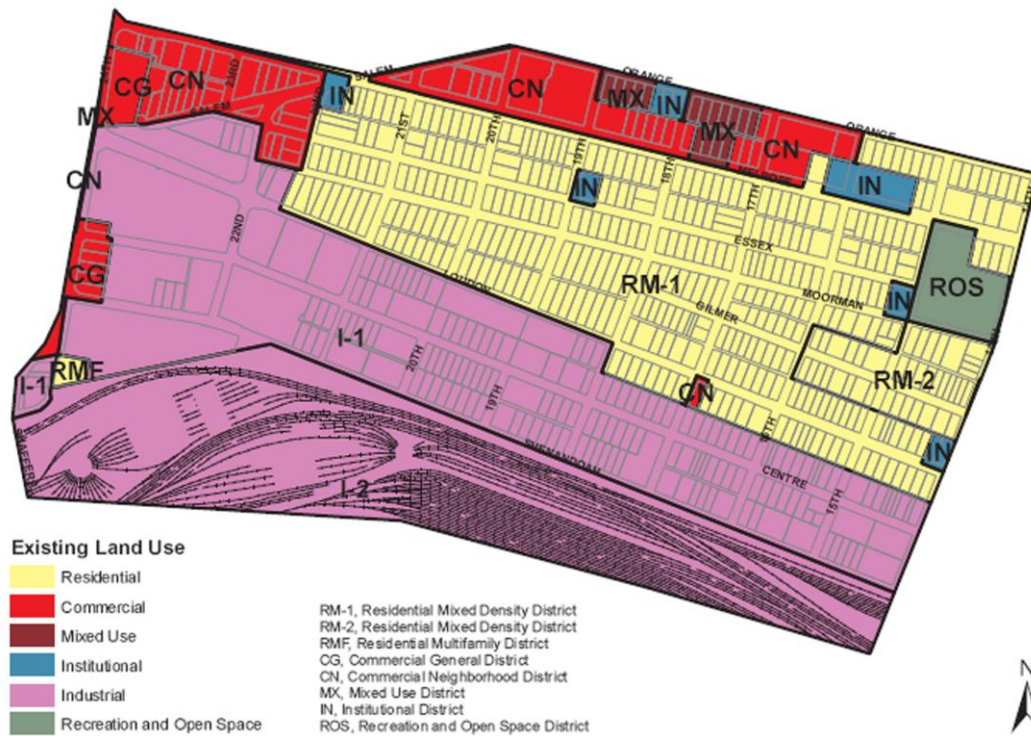 SALEM
ORANGE
24TH
CG
CN
23RD
IN
CN
MX
IN
ORANGE
MX
SALEM
MX
21ST
20TH
19TH
18TH
17TH
CN
CN
IN
IN
22ND
ESSEX
CG
LOUDON
RM-1
GILMER
MOORMAN
IN
ROS
I-1
RMF
I-1
20TH
19TH
CN
RM-2
16TH
IN
SHAFFERS
SHENANDOAH
CENTRE
15TH
I-2
Existing Land Use
Residential
Commercial
Mixed Use
Institutional
Industrial
Recreation and Open Space
RM-1, Residential Mixed Density District
RM-2, Residential Mixed Density District
RMF, Residential Multifamily District
CG, Commercial General District
CN, Commercial Neighborhood District
MX, Mixed Use District
IN, Institutional District
ROS, Recreation and Open Space District
N